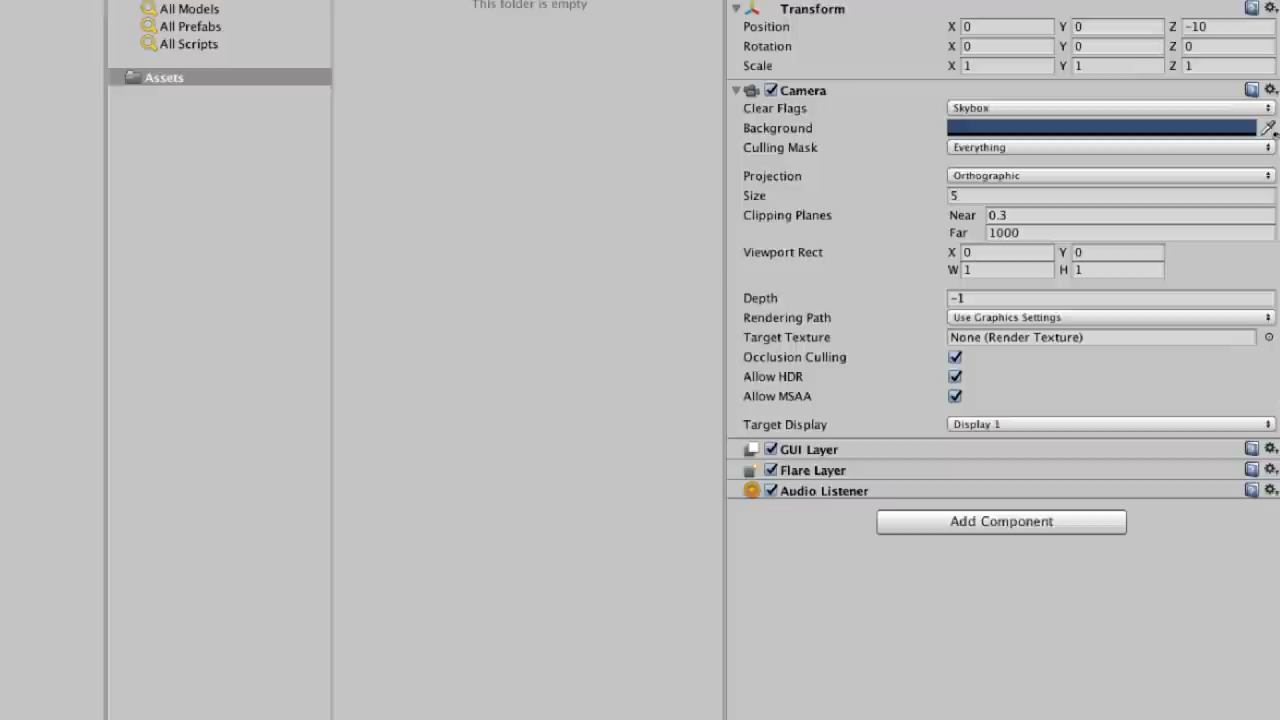 All Models
All Prefabs
All Scripts
Assets
This folder is empty
Transform
Position X 0 Y 0 Z -10
Rotation X 0 Y 0 Z 0
Scale X 1 Y 1 Z 1
Camera
Clear Flags Skybox
Background
Culling Mask Everything
Projection Orthographic
Size 5
Clipping Planes Near 0.3
Far 1000
Viewport Rect X 0 Y 0
W 1 H 1
Depth -1
Rendering Path Use Graphics Settings
Target Texture None (Render Texture)
Occlusion Culling
Allow HDR
Allow MSAA
Target Display Display 1
GUI Layer
Flare Layer
Audio Listener
Add Component